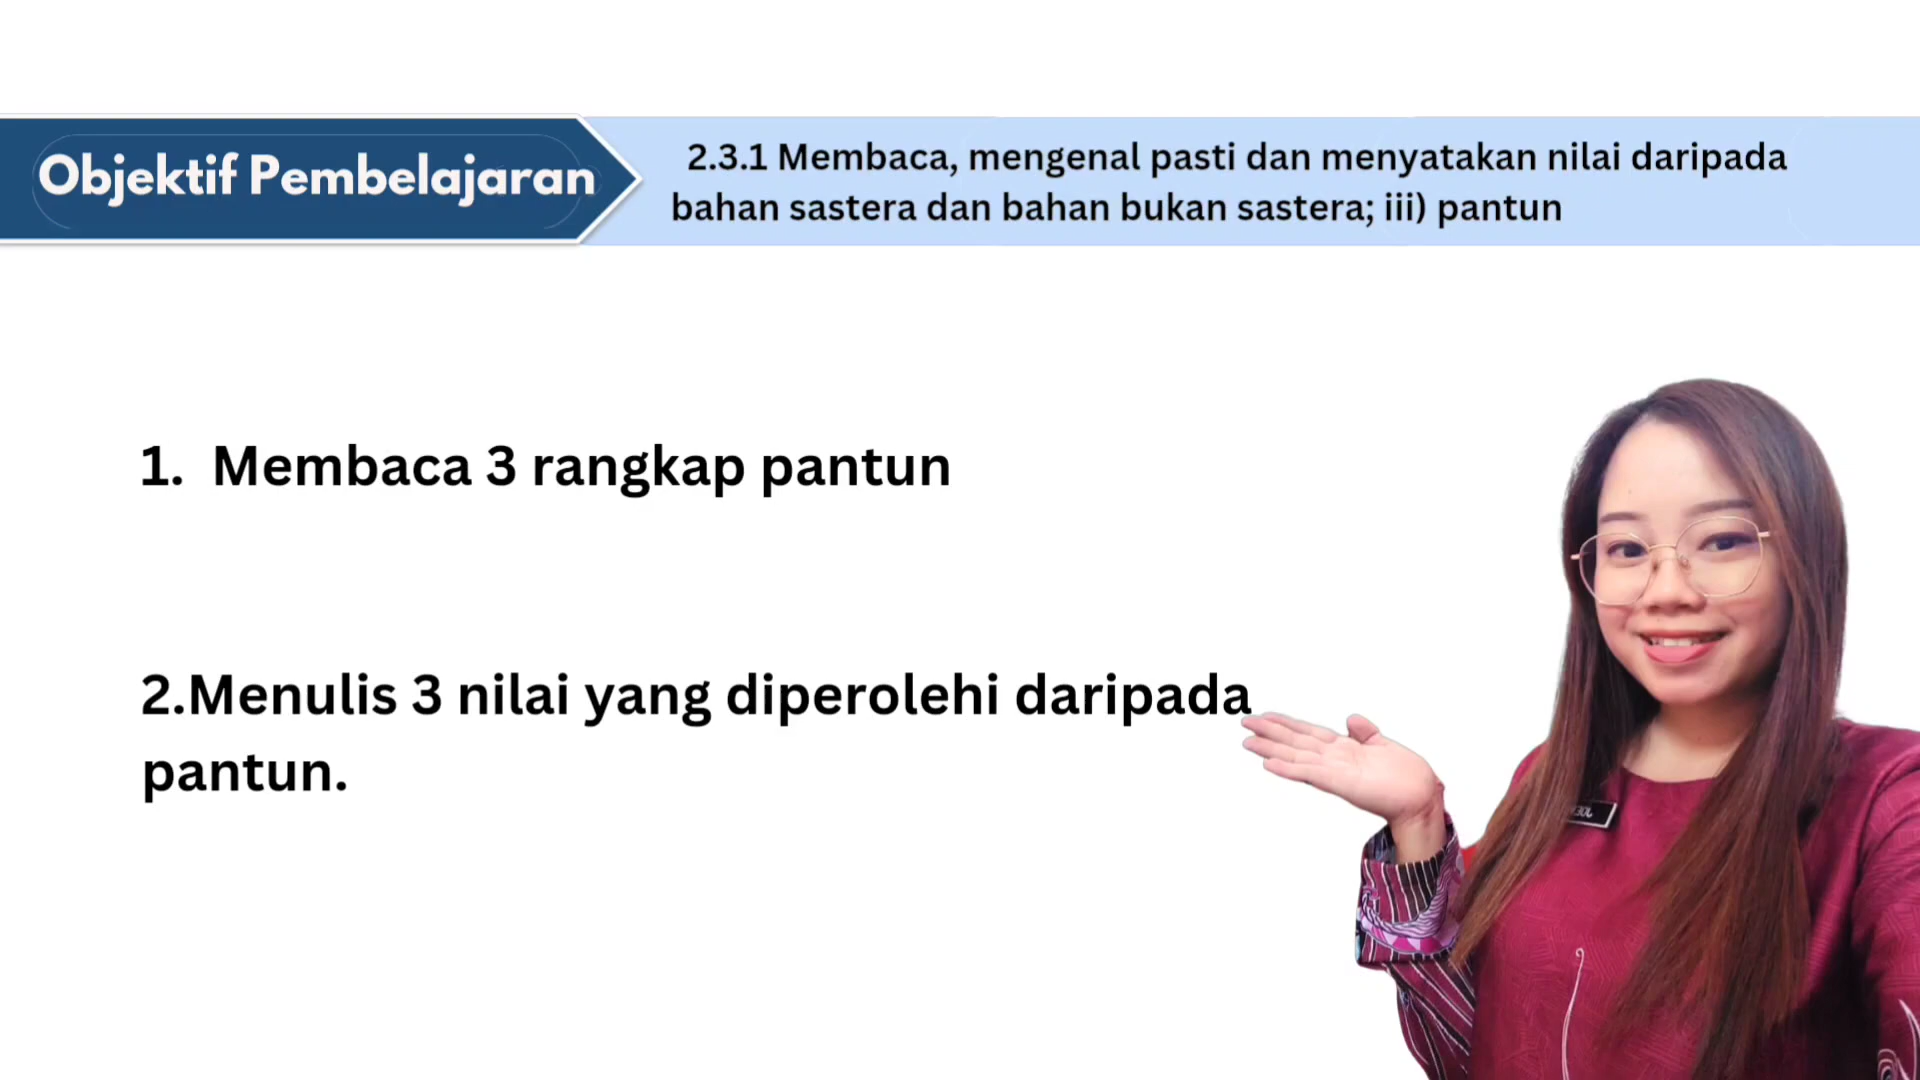 Objektif Pembelajaran
2.3.1 Membaca, mengenal pasti dan menyatakan nilai daripada
bahan sastera dan bahan bukan sastera; iii) pantun
1. Membaca 3 rangkap pantun
2.Menulis 3 nilai yang diperolehi daripada
pantun.